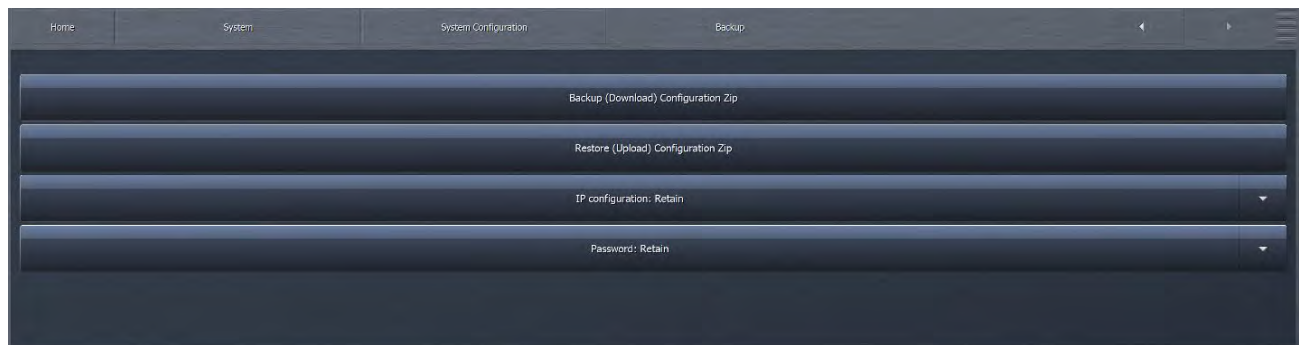 Home System System Configuration Backup
Backup (Download) Configuration Zip
Restore (Upload) Configuration Zip
IP configuration: Retain
Password: Retain